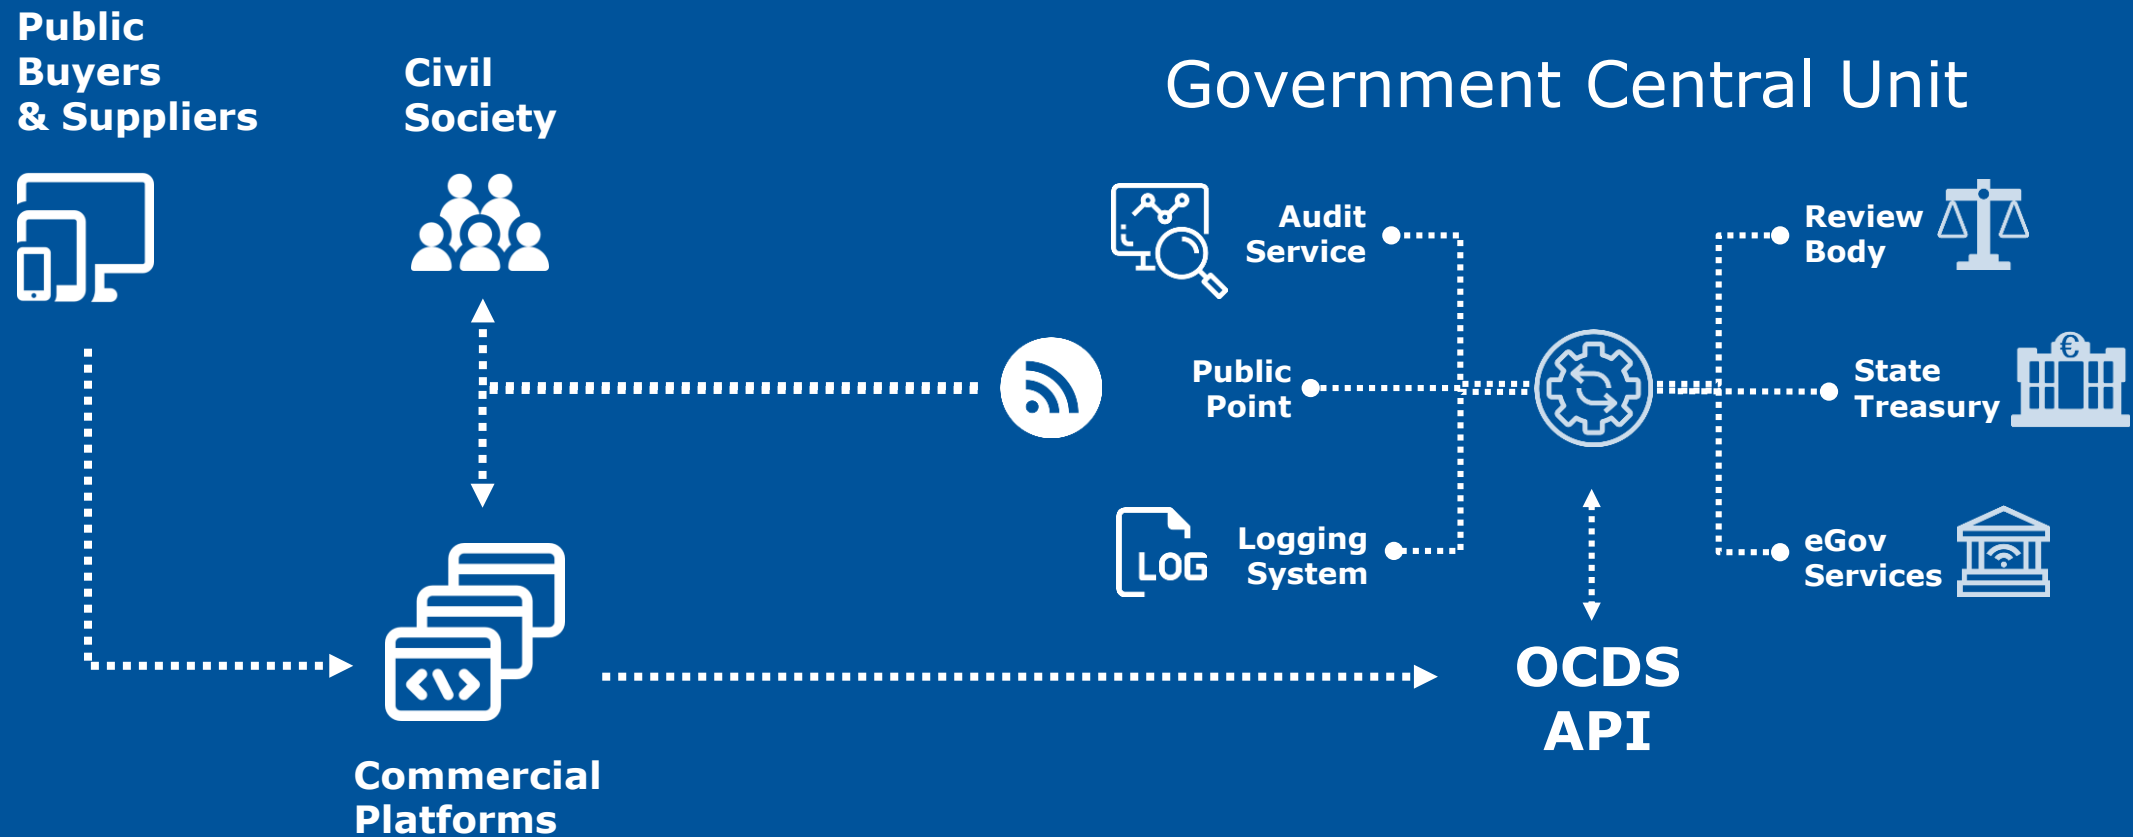 Public
Buyers
& Suppliers
Civil
Society
Government Central Unit
Audit
Service
Review
Body
Public
Point
State
Treasury
€
Logging
System
LOG
eGov
Services
OCDS
API
Commercial
Platforms